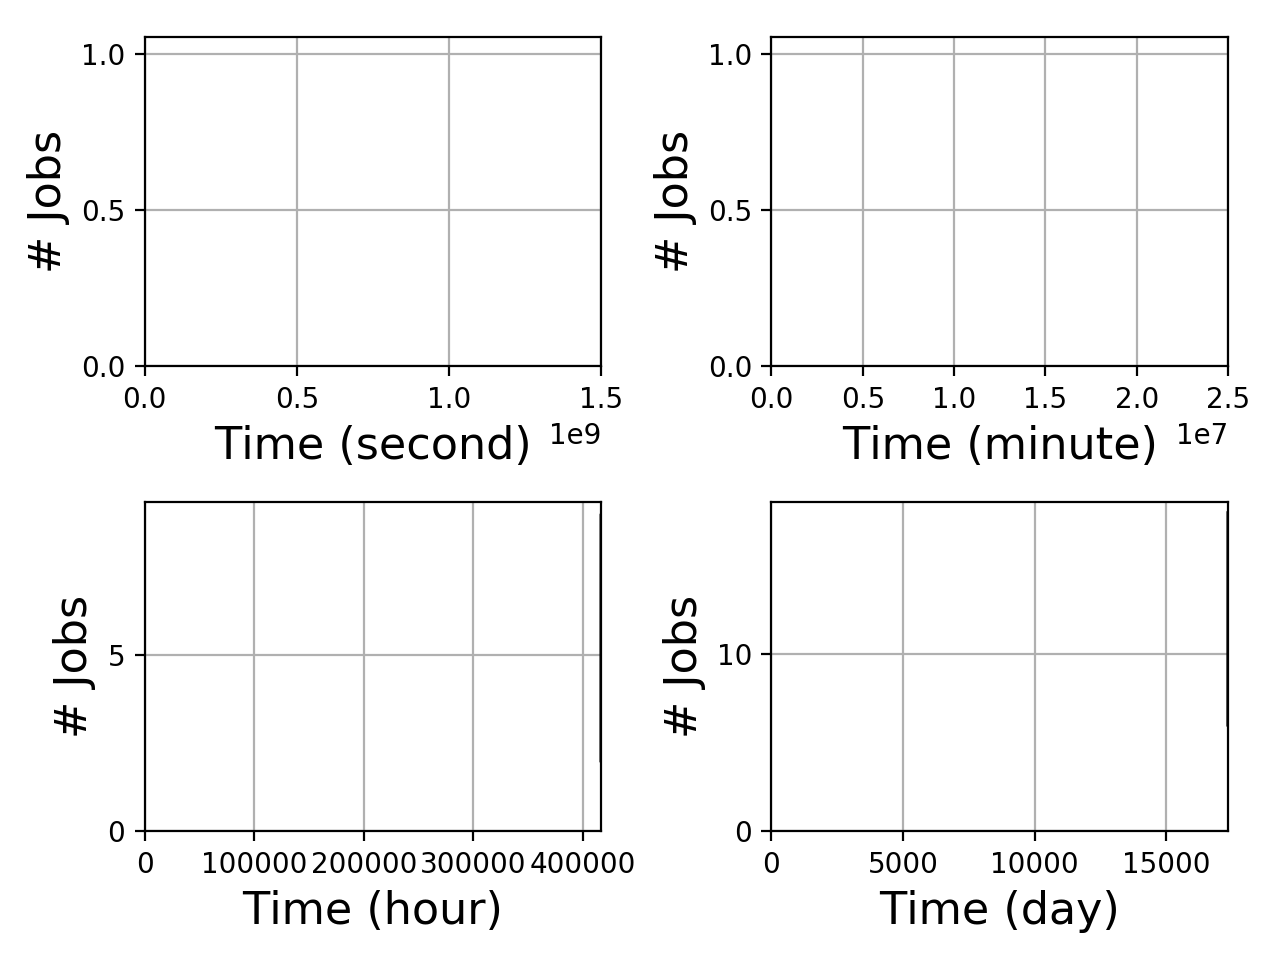 1.0
0.5
0.0
# Jobs
0.0 0.5 1.0 1.5
Time (second) 1e9
1.0
0.5
0.0
# Jobs
0.0 0.5 1.0 1.5 2.0 2.5
Time (minute) 1e7
5
0
# Jobs
0 100000 200000 300000 400000
Time (hour)
10
0
# Jobs
0 5000 10000 15000
Time (day)